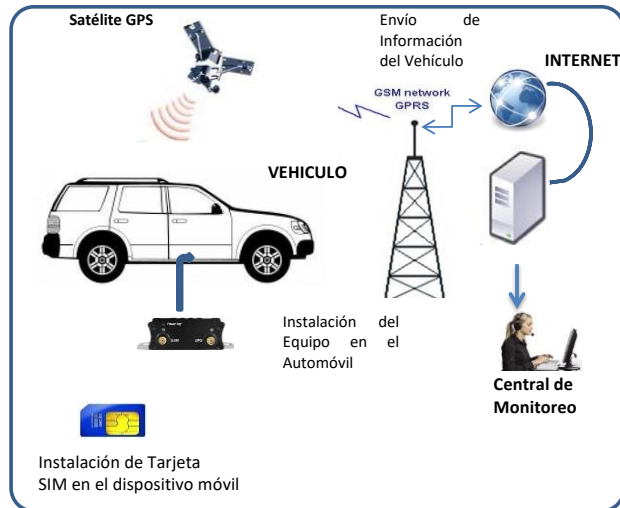 Satélite GPS
Envío de
Información
del Vehículo
INTERNET
GSM network
GPRS
VEHICULO
Instalación del
Equipo en el
Automóvil
Central de
Monitoreo
Instalación de Tarjeta
SIM en el dispositivo móvil